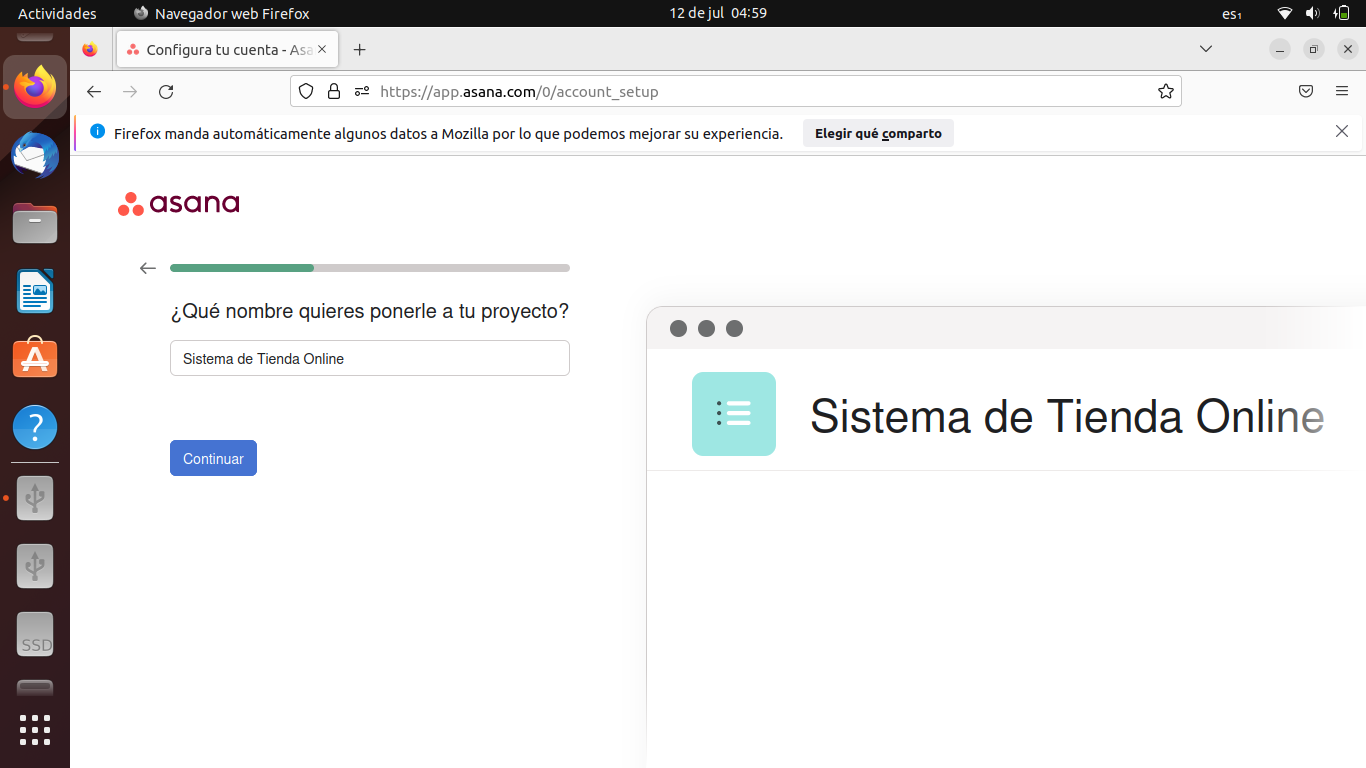 Actividades Navegador web Firefox 12 de jul 04:59 es₁
Configura tu cuenta - Asa
https://app.asana.com/0/account_setup
Firefox manda automáticamente algunos datos a Mozilla por lo que podemos mejorar su experiencia. Elegir qué comparto
asana
¿Qué nombre quieres ponerle a tu proyecto?
Sistema de Tienda Online
Continuar
Sistema de Tienda Online
SSD